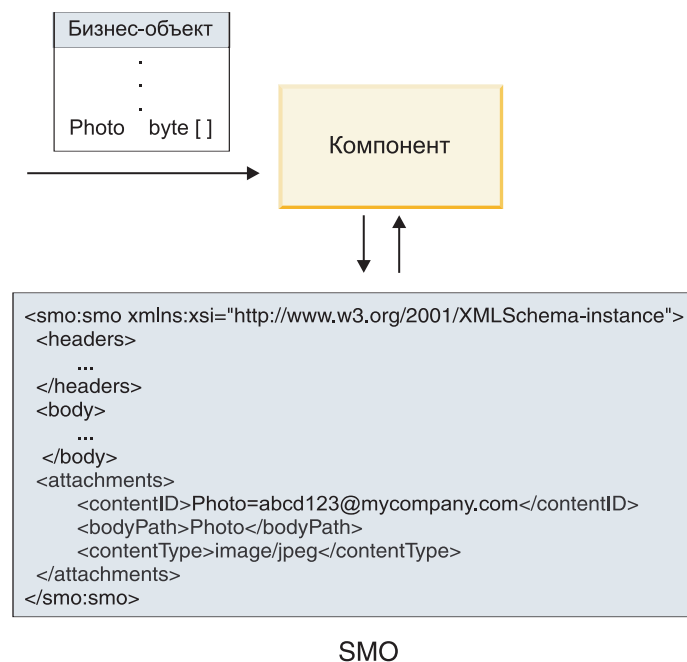 Бизнес-объект
.
.
.
Photo byte [ ]
Компонент
<smo:smo xmlns:xsi="http://www.w3.org/2001/XMLSchema-instance">
<headers>
...
</headers>
<body>
...
</body>
<attachments>
<contentID>Photo=abcd123@mycompany.com</contentID>
<bodyPath>Photo</bodyPath>
<contentType>image/jpeg</contentType>
</attachments>
</smo:smo>
SMO